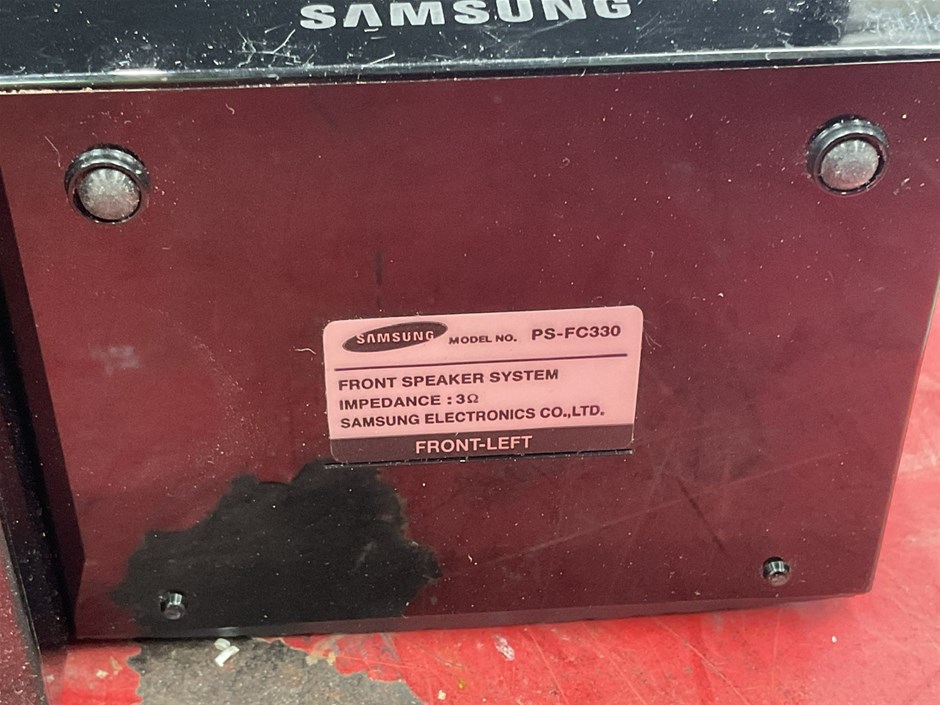 SAMSUNG
SAMSUNG MODEL NO. PS-FC330
FRONT SPEAKER SYSTEM
IMPEDANCE : 3Ω
SAMSUNG ELECTRONICS CO.,LTD.
FRONT-LEFT